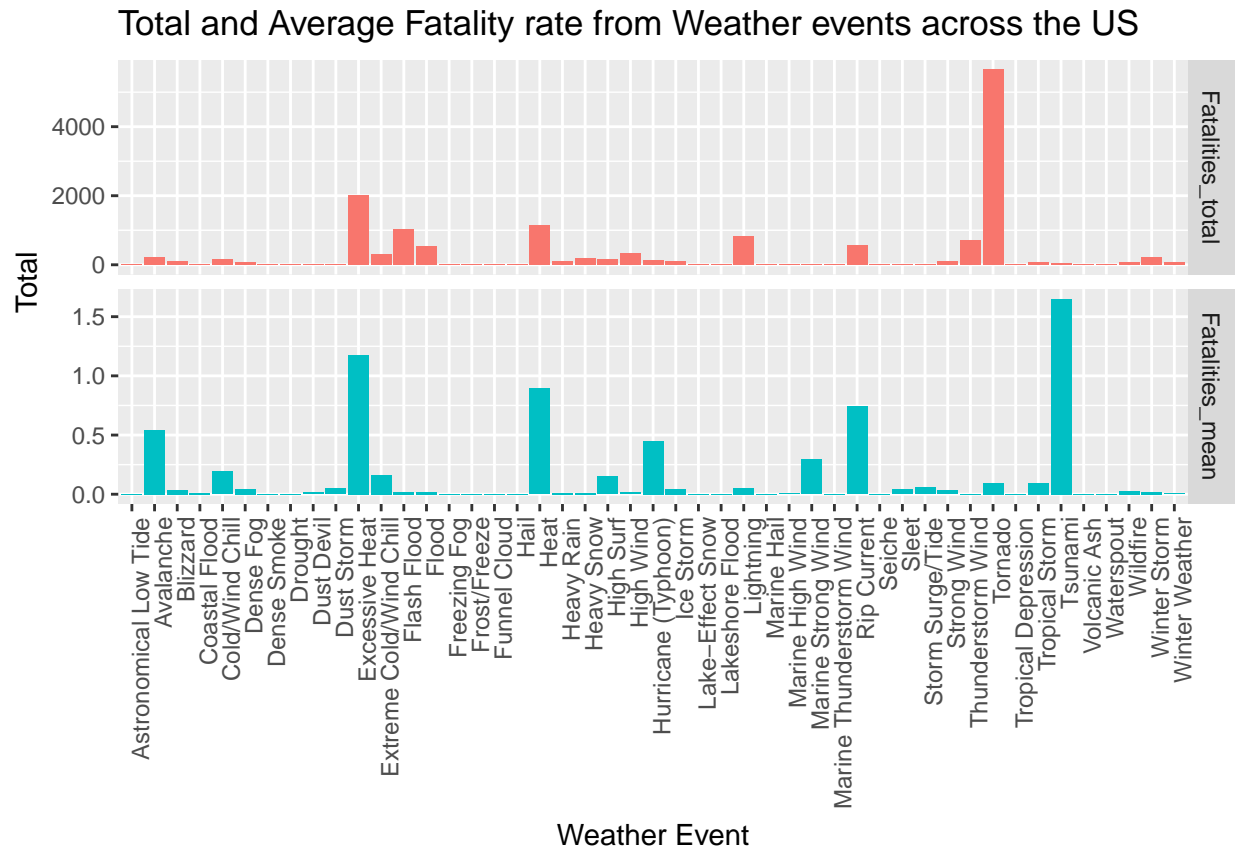 Total and Average Fatality rate from Weather events across the US
Total
4000
2000
0
Fatalities_total
1.5
1.0
0.5
0.0
Fatalities_mean
Astronomical Low Tide
Avalanche
Blizzard
Coastal Flood
Cold/Wind Chill
Dense Fog
Dense Smoke
Drought
Dust Devil
Dust Storm
Excessive Heat
Extreme Cold/Wind Chill
Flash Flood
Flood
Freezing Fog
Frost/Freeze
Funnel Cloud
Hail
Heat
Heavy Rain
Heavy Snow
High Surf
High Wind
Hurricane (Typhoon)
Ice Storm
Lake−Effect Snow
Lakeshore Flood
Lightning
Marine Hail
Marine High Wind
Marine Strong Wind
Marine Thunderstorm Wind
Rip Current
Seiche
Sleet
Storm Surge/Tide
Strong Wind
Thunderstorm Wind
Tornado
Tropical Depression
Tropical Storm
Tsunami
Volcanic Ash
Waterspout
Wildfire
Winter Storm
Winter Weather
Weather Event